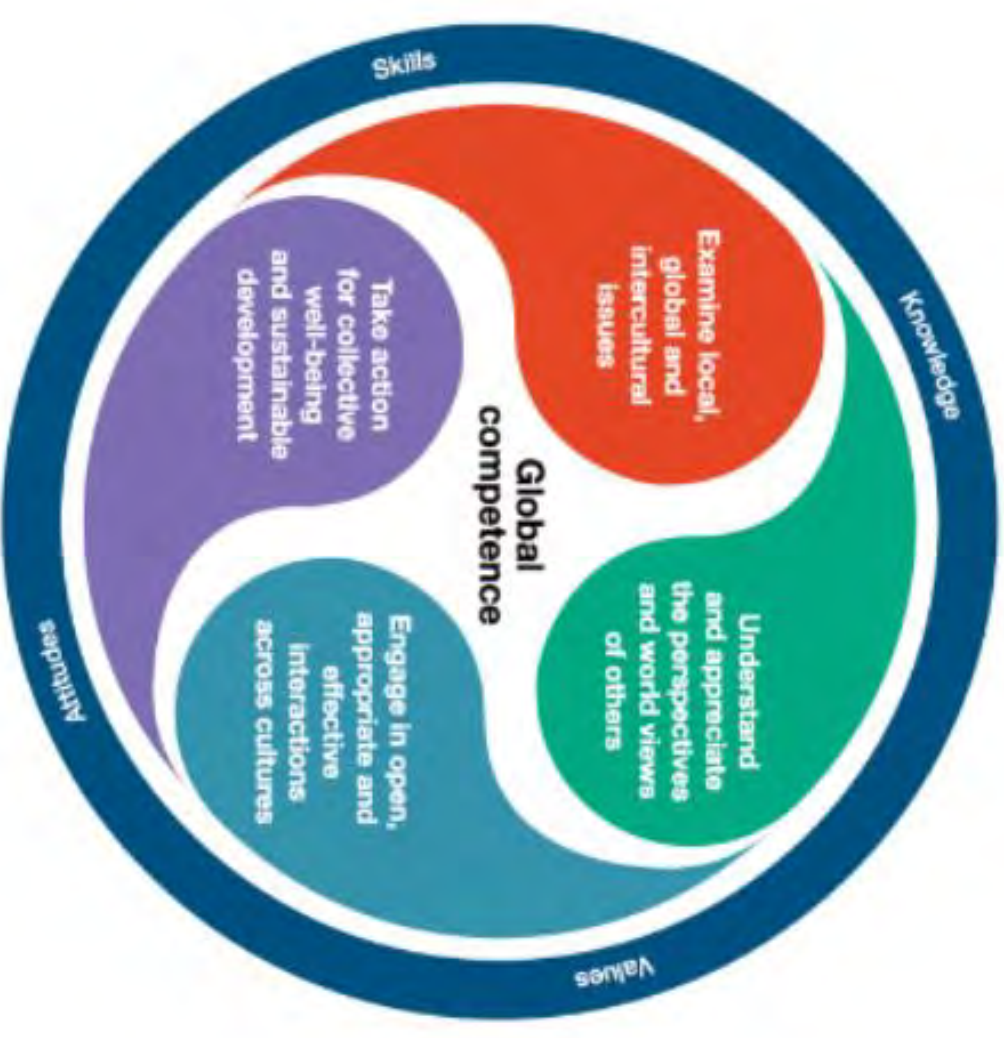 Knowledge
Examine local,
global and
intercultural
issues
Understand
and appreciate
the perspectives
and world views
of others
Skills
Global
competence
Values
Take action
for collective
well-being
and sustainable
development
Engage in open,
appropriate and
effective
interactions
across cultures
Attitudes